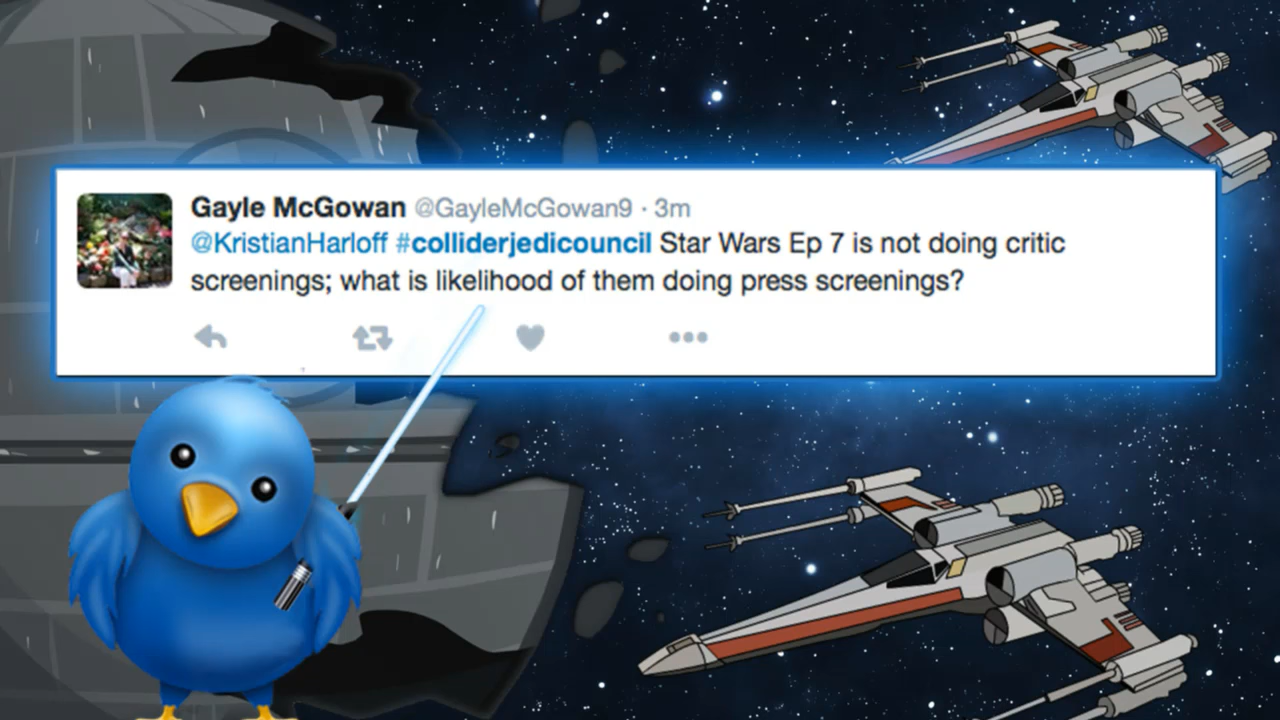 Gayle McGowan @GayleMcGowan9 · 3m
@KristianHarloff #colliderjedicouncil Star Wars Ep 7 is not doing critic
screenings; what is likelihood of them doing press screenings?